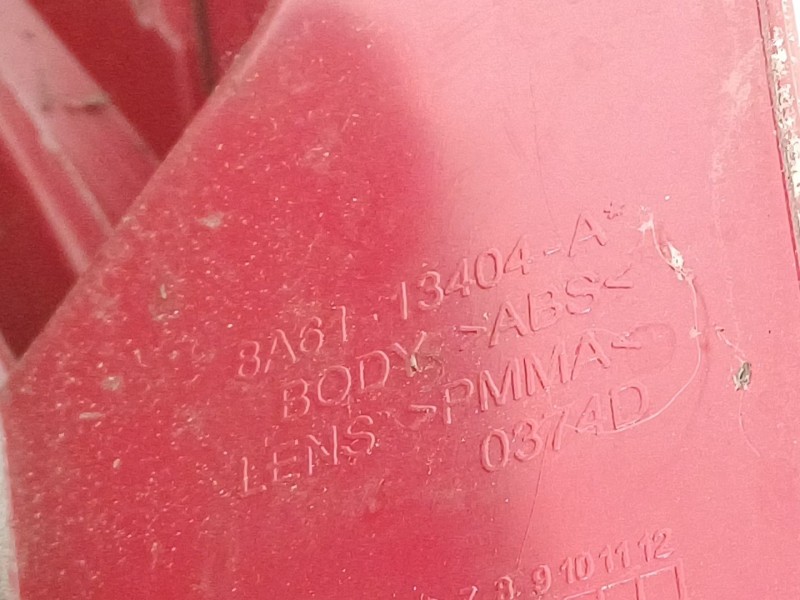 8A61-13404-A*
BODY >ABS<
LENS >PMMA<
0374D
7 8 9 10 11 12